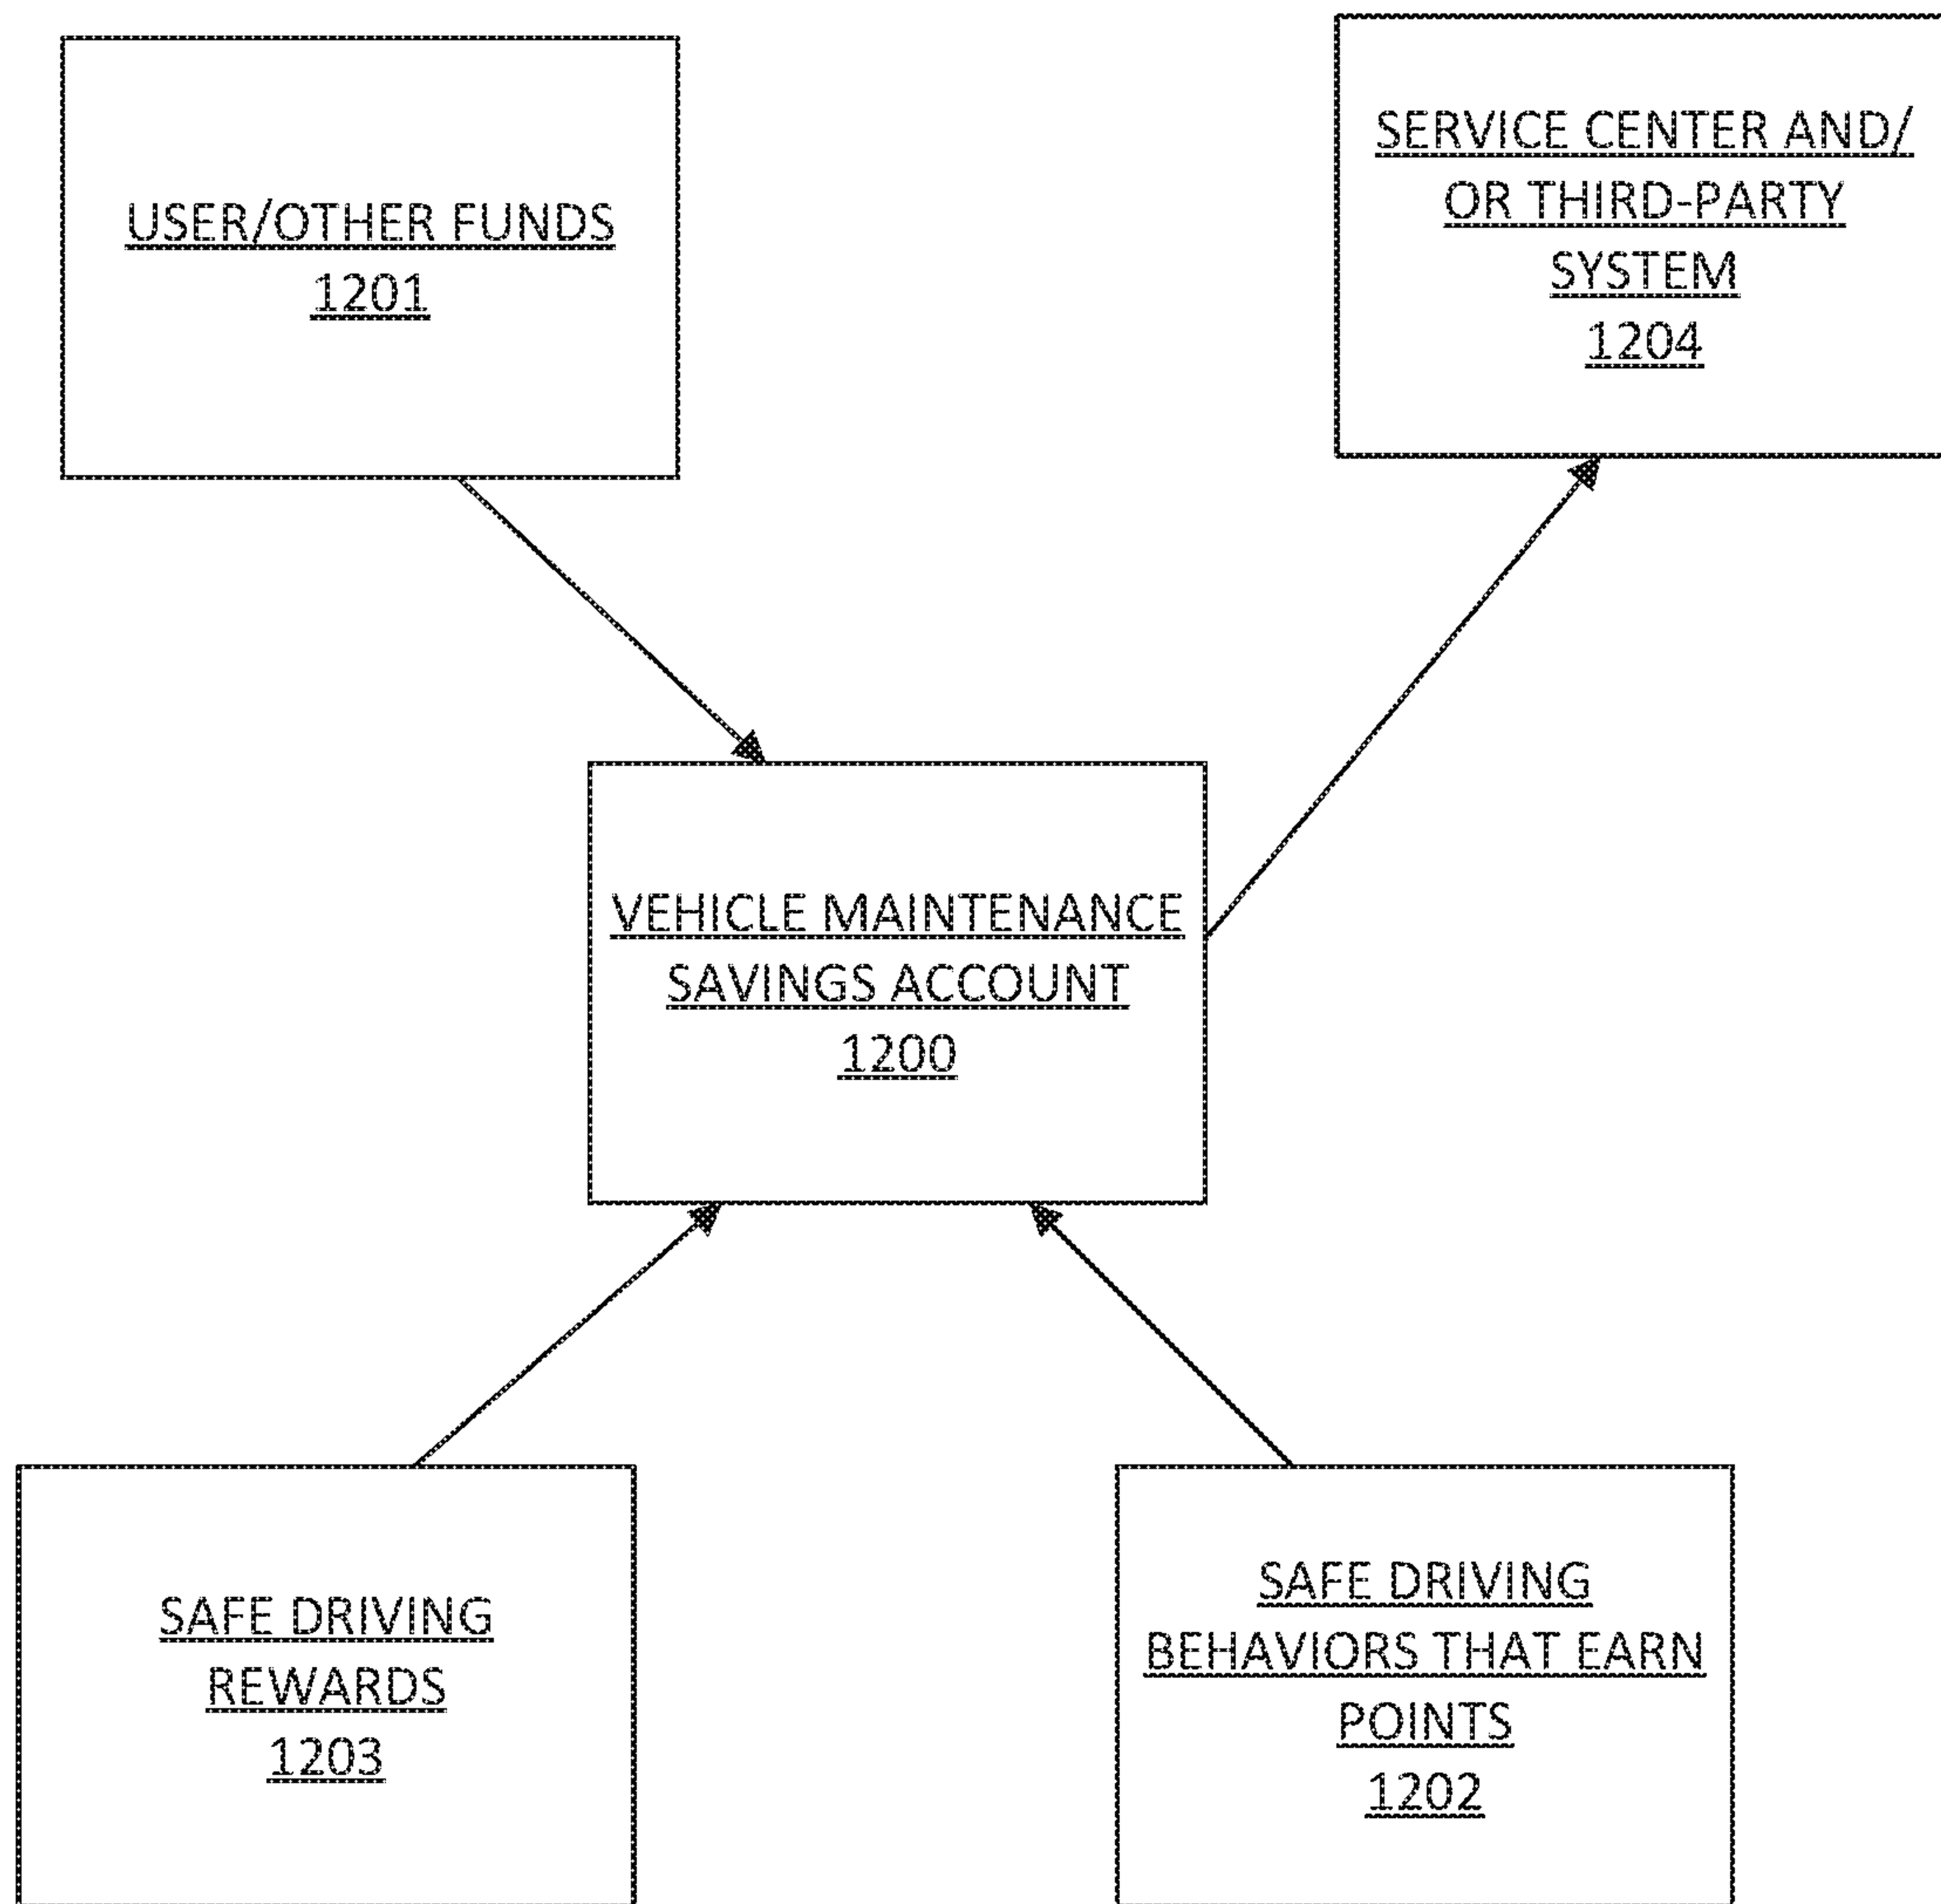 USER/OTHER FUNDS
1201
SERVICE CENTER AND/
OR THIRD-PARTY
SYSTEM
1204
VEHICLE MAINTENANCE
SAVINGS ACCOUNT
1200
SAFE DRIVING
REWARDS
1203
SAFE DRIVING
BEHAVIORS THAT EARN
POINTS
1202